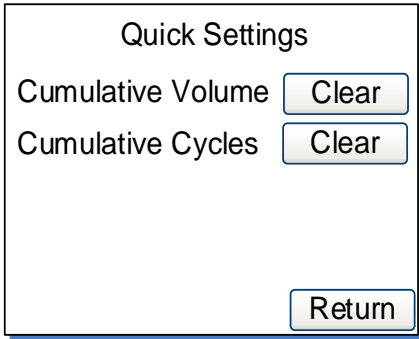 Quick Settings
Cumulative Volume Clear
Cumulative Cycles Clear
Return